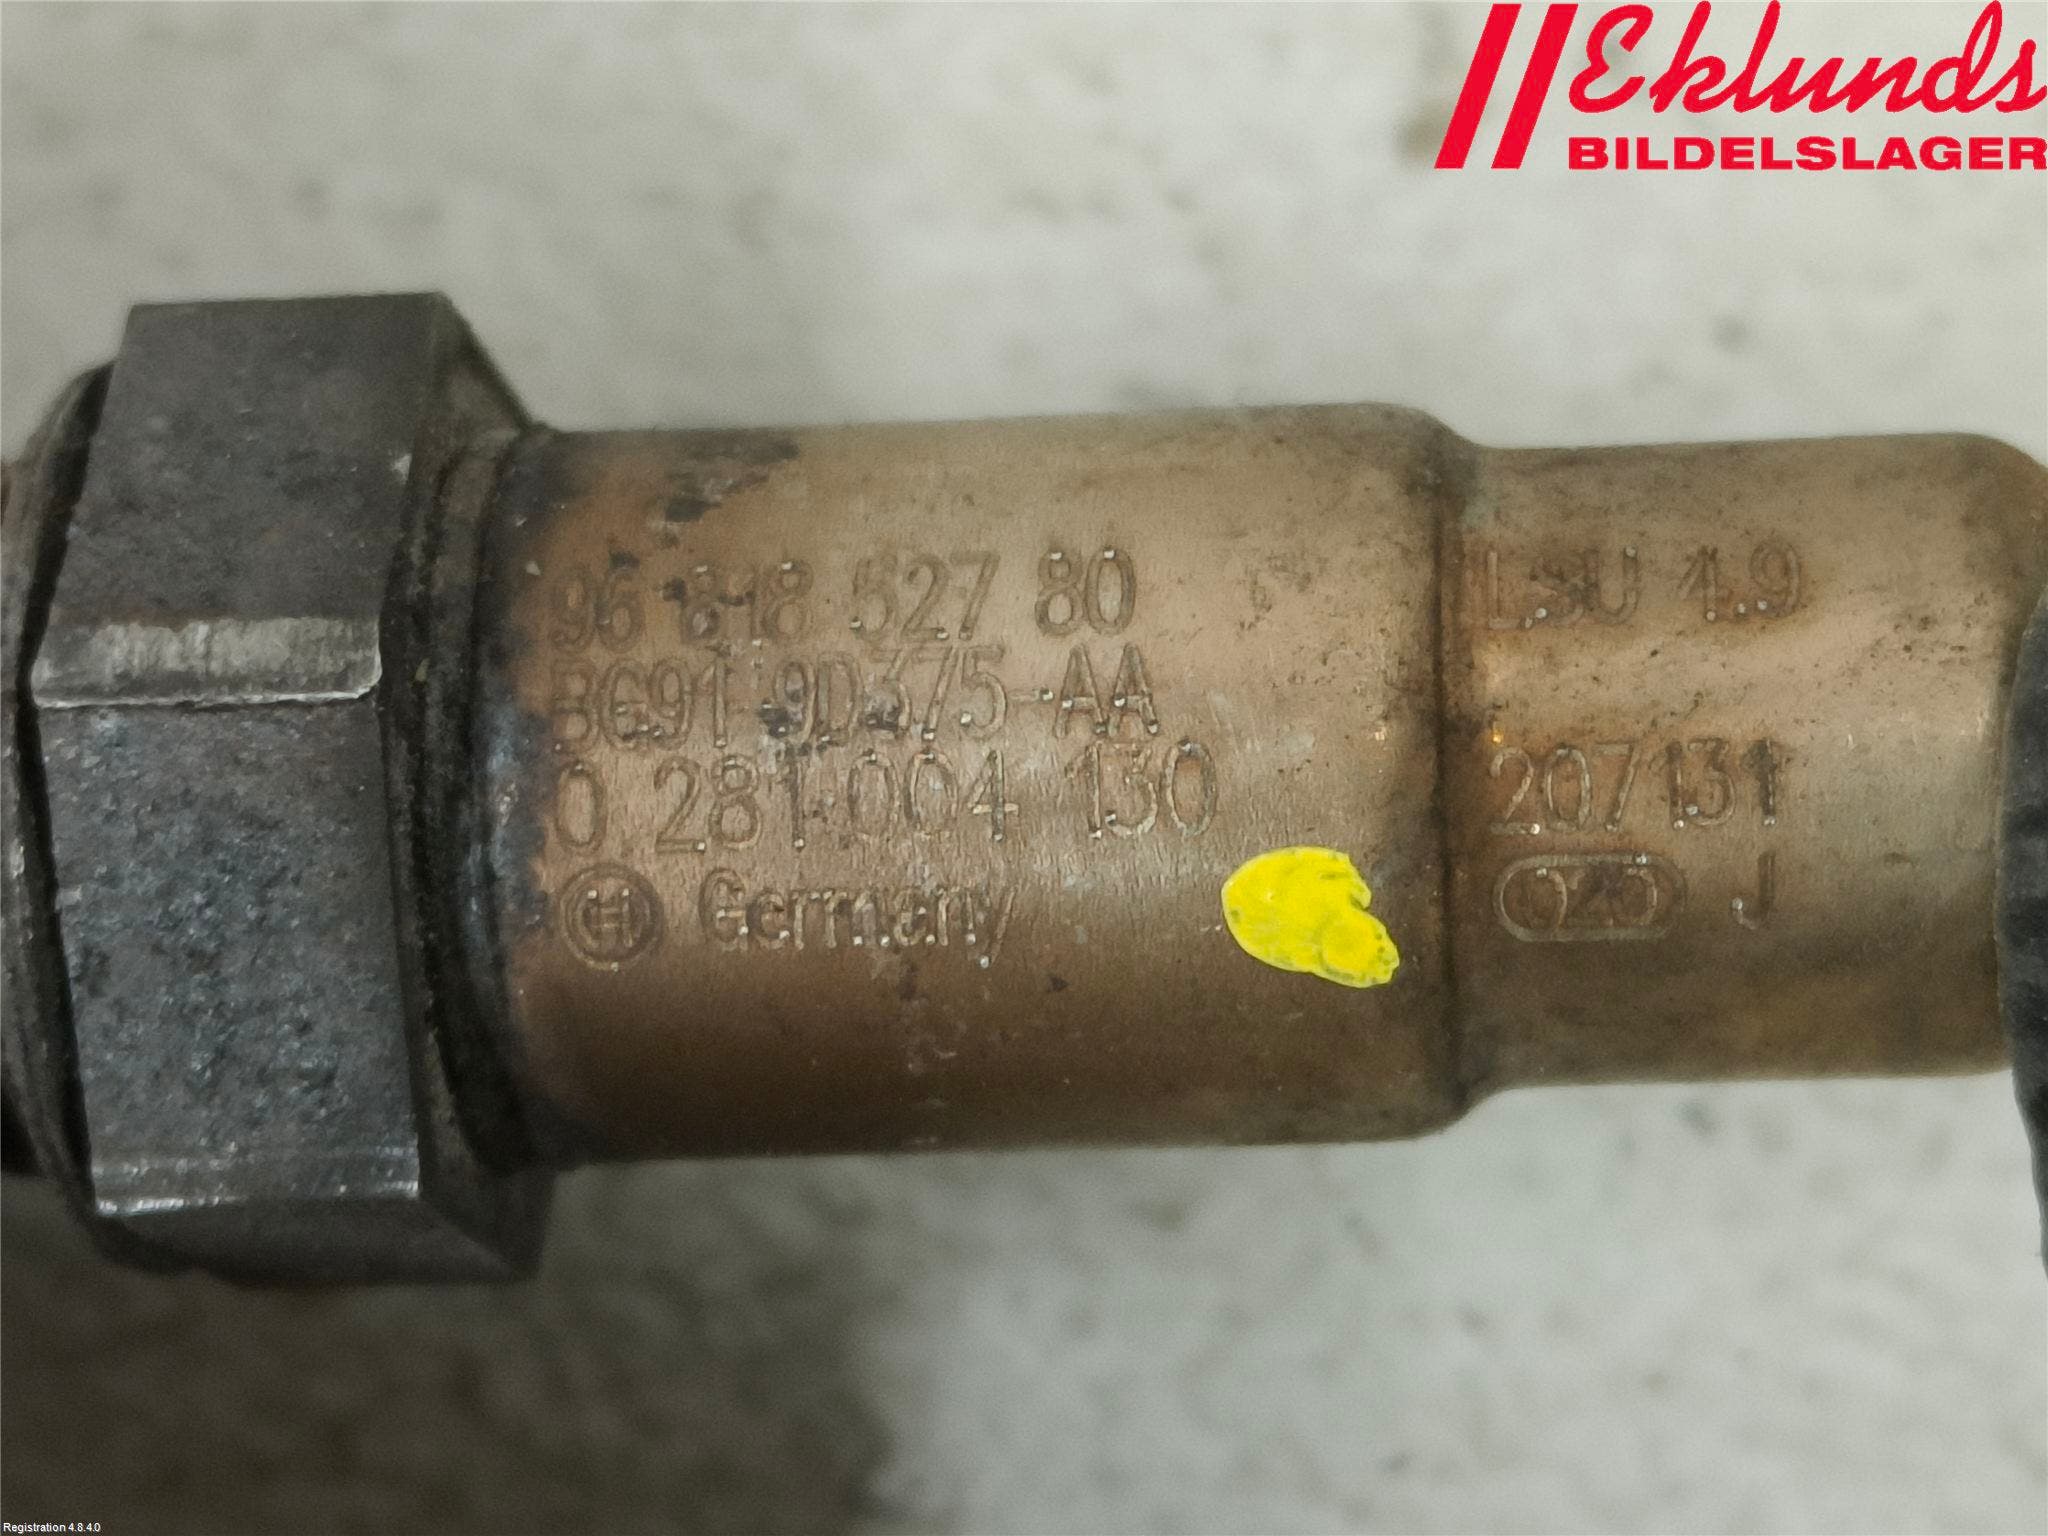 Eklunds
BILDELSLAGER
96 818 527 80
BG91-9D375-AA
0 281 004 130
Germany
LSU 4.9
207131
020 J
Registration 4.8.4.0